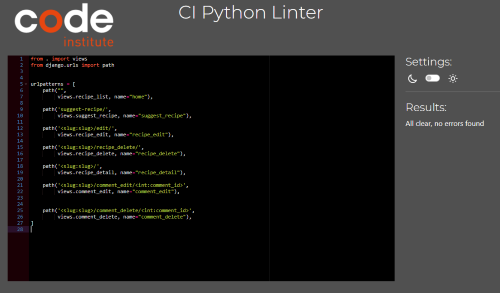 code
institute
CI Python Linter
Settings:
Results:
All clear, no errors found
1 from . import views
2 from django.urls import path
3
4
5 urlpatterns = [
6 path("",
7 views.recipe_list, name="home"),
8
9 path('suggest-recipe/',
10 views.suggest_recipe, name="suggest_recipe"),
11
12 path('<slug:slug>/edit/',
13 views.recipe_edit, name="recipe_edit"),
14
15 path('<slug:slug>/recipe_delete/',
16 views.recipe_delete, name="recipe_delete"),
17
18 path('<slug:slug>/',
19 views.recipe_detail, name="recipe_detail"),
20
21 path('<slug:slug>/comment_edit/<int:comment_id>',
22 views.comment_edit, name="comment_edit"),
23
24
25 path('<slug:slug>/comment_delete/<int:comment_id>',
26 views.comment_delete, name="comment_delete"),
27 ]
28